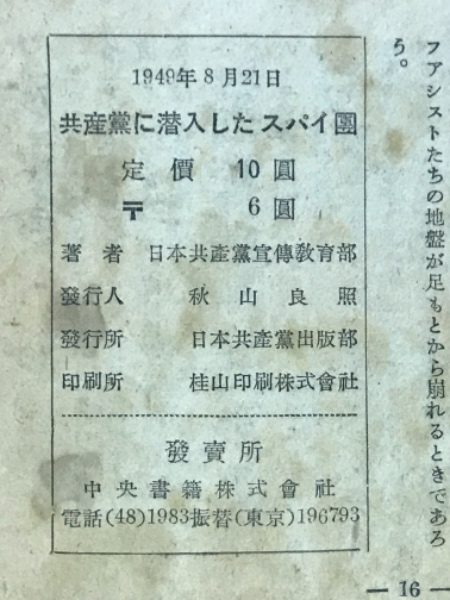 ファシストたちの地盤が足もとから崩れるときであろ
う。
1949年8月21日
共産黨に潜入したスパイ團
定價 10圓
〒 6圓
著者 日本共産黨宣傳敎育部
發行人 秋山良照
發行所 日本共産黨出版部
印刷所 桂山印刷株式會社
發賣所
中央書籍株式會社
電話(48)1983振替(東京)196793
— 16 —